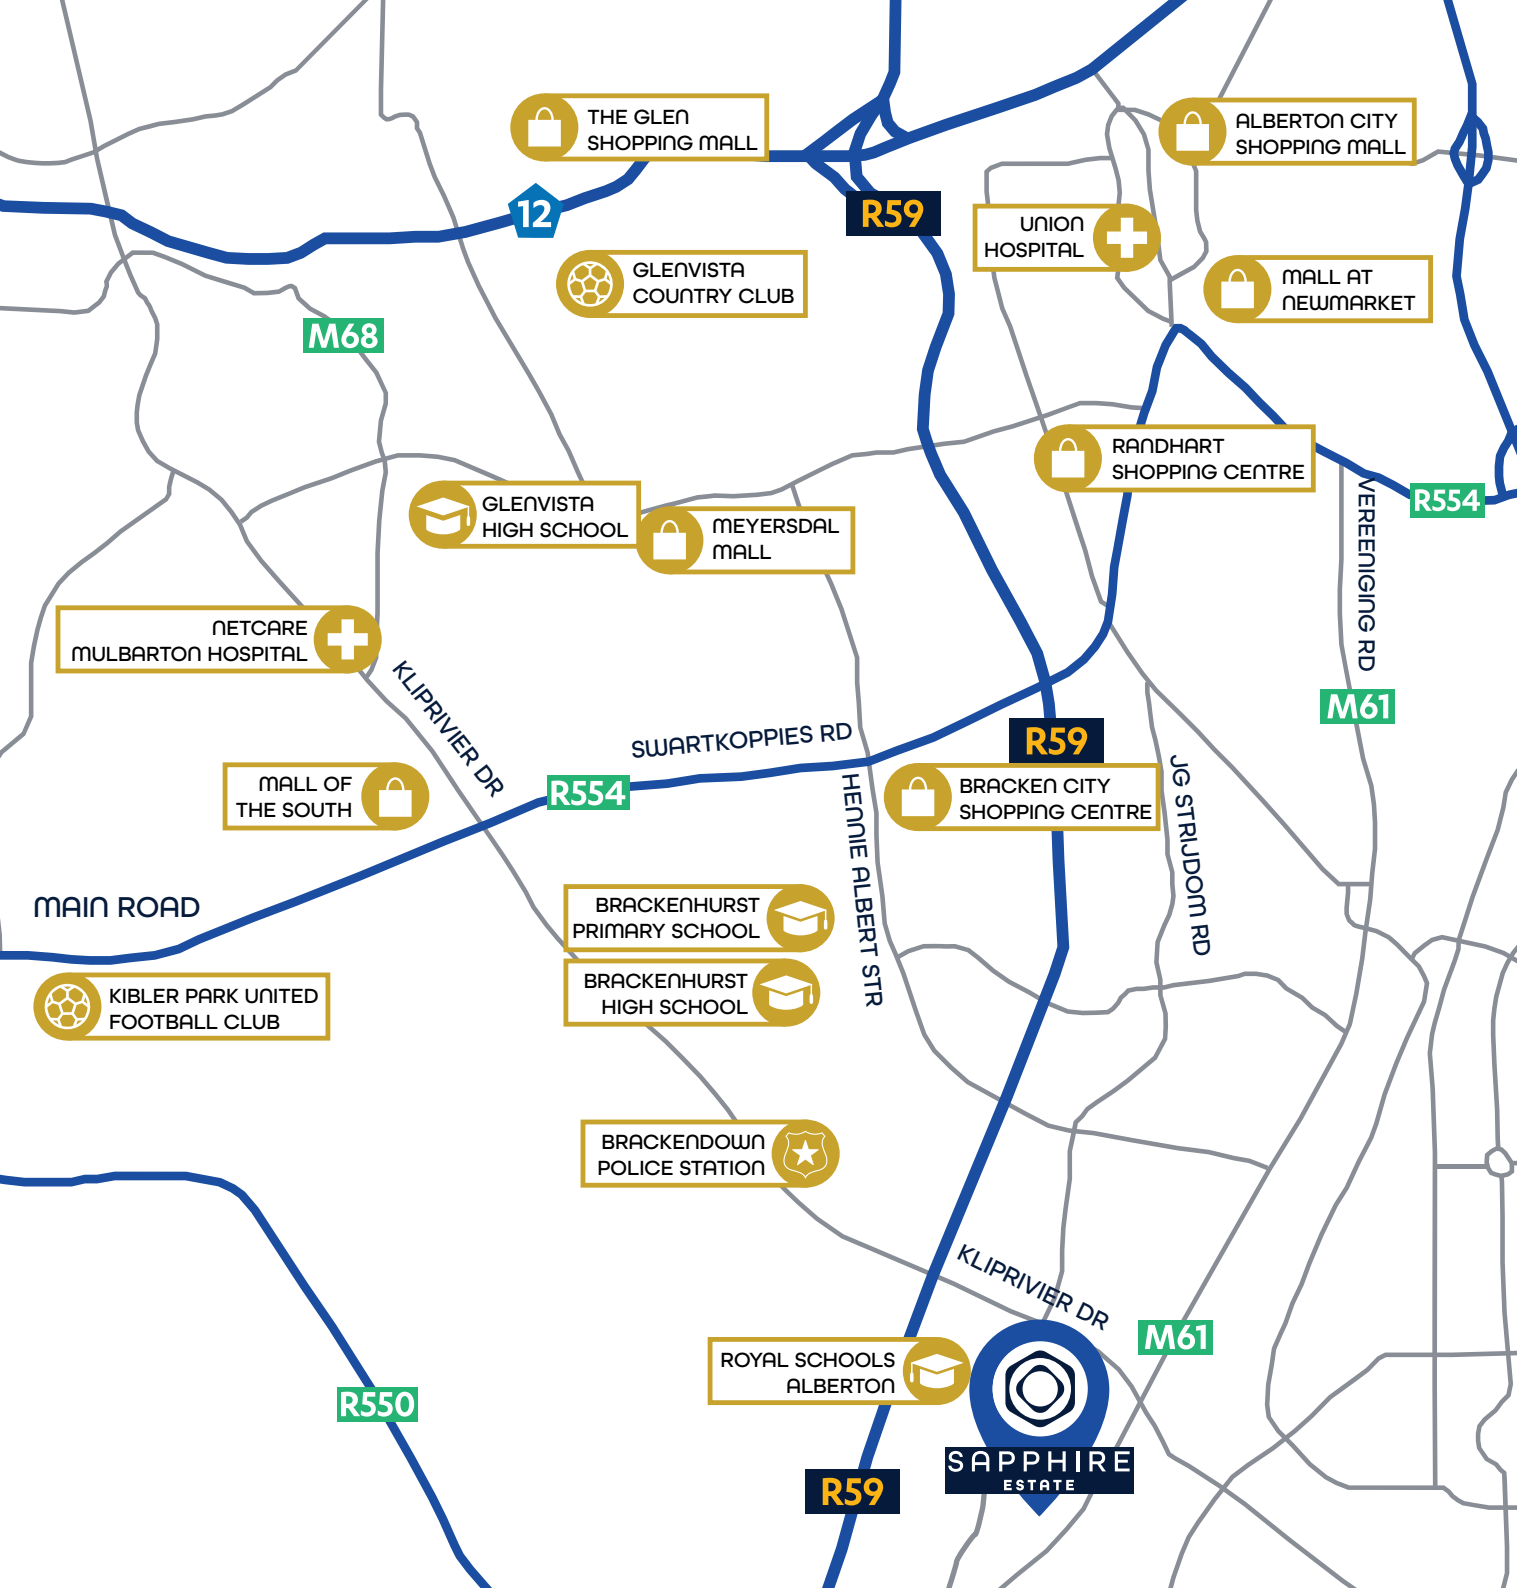 THE GLEN
SHOPPING MALL
ALBERTON CITY
SHOPPING MALL
12
R59
UNION
HOSPITAL
GLENVISTA
COUNTRY CLUB
MALL AT
NEWMARKET
M68
RANDHART
SHOPPING CENTRE
GLENVISTA
HIGH SCHOOL
MEYERSDAL
MALL
R554
VEREENIGING RD
NETCARE
MULBARTON HOSPITAL
KLIPRIVIER DR
M61
SWARTKOPPIES RD
R59
MALL OF
THE SOUTH
R554
BRACKEN CITY
SHOPPING CENTRE
HENNIE ALBERT STR
JG STRIJDOM RD
MAIN ROAD
BRACKENHURST
PRIMARY SCHOOL
BRACKENHURST
HIGH SCHOOL
KIBLER PARK UNITED
FOOTBALL CLUB
BRACKENDOWN
POLICE STATION
KLIPRIVIER DR
M61
ROYAL SCHOOLS
ALBERTON
R550
SAPPHIRE
ESTATE
R59